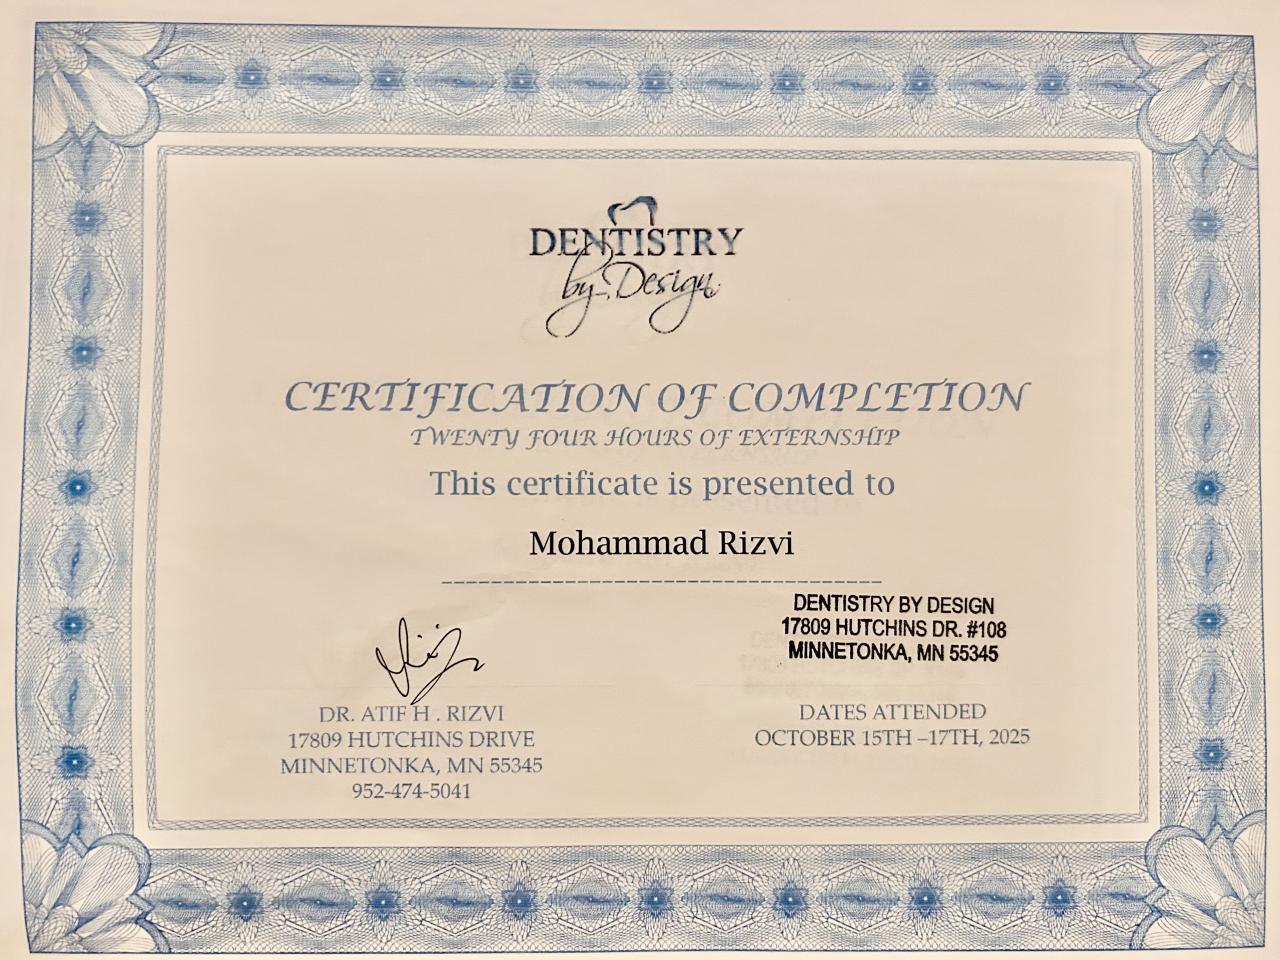 DENTISTRY
by Design
CERTIFICATION OF COMPLETION
TWENTY FOUR HOURS OF EXTERNSHIP
This certificate is presented to
Mohammad Rizvi
DENTISTRY BY DESIGN
17809 HUTCHINS DR. #108
MINNETONKA, MN 55345
DR. ATIF H . RIZVI
17809 HUTCHINS DRIVE
MINNETONKA, MN 55345
952-474-5041
DATES ATTENDED
OCTOBER 15TH –17TH, 2025